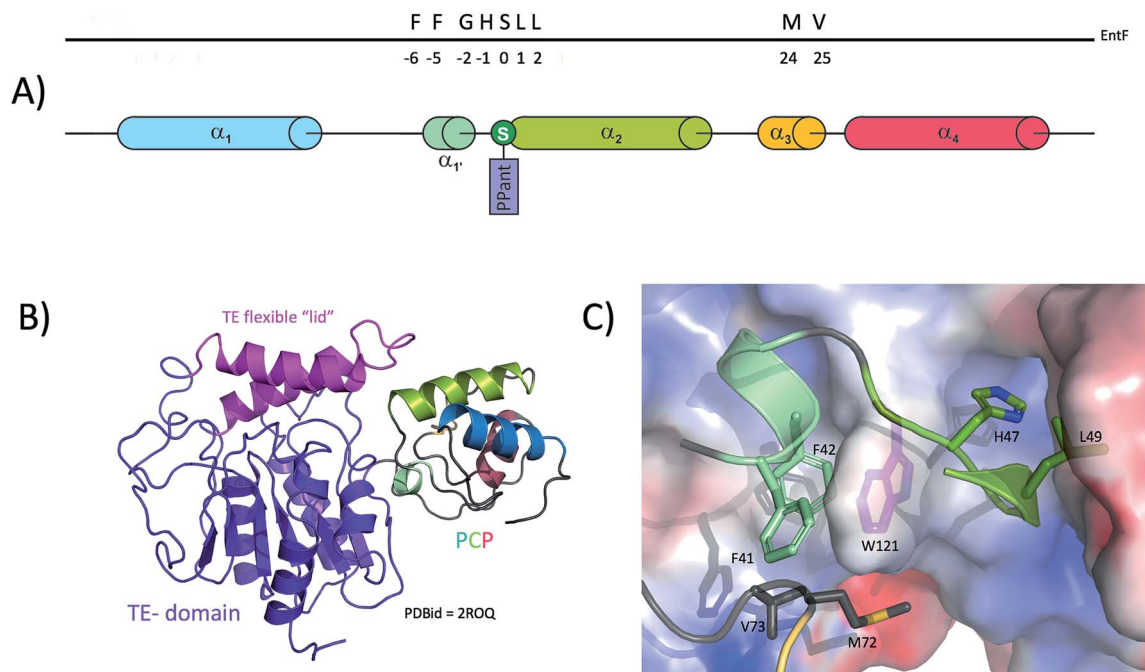 F F G H S L L M V
EntF
-6 -5 -2 -1 0 1 2 24 25
A)
α1 S α2 α3 α4
α1'
PPant
B)
TE flexible "lid"
PCP
TE- domain
PDBid = 2ROQ
C)
H47
L49
F42
W121
F41
V73
M72